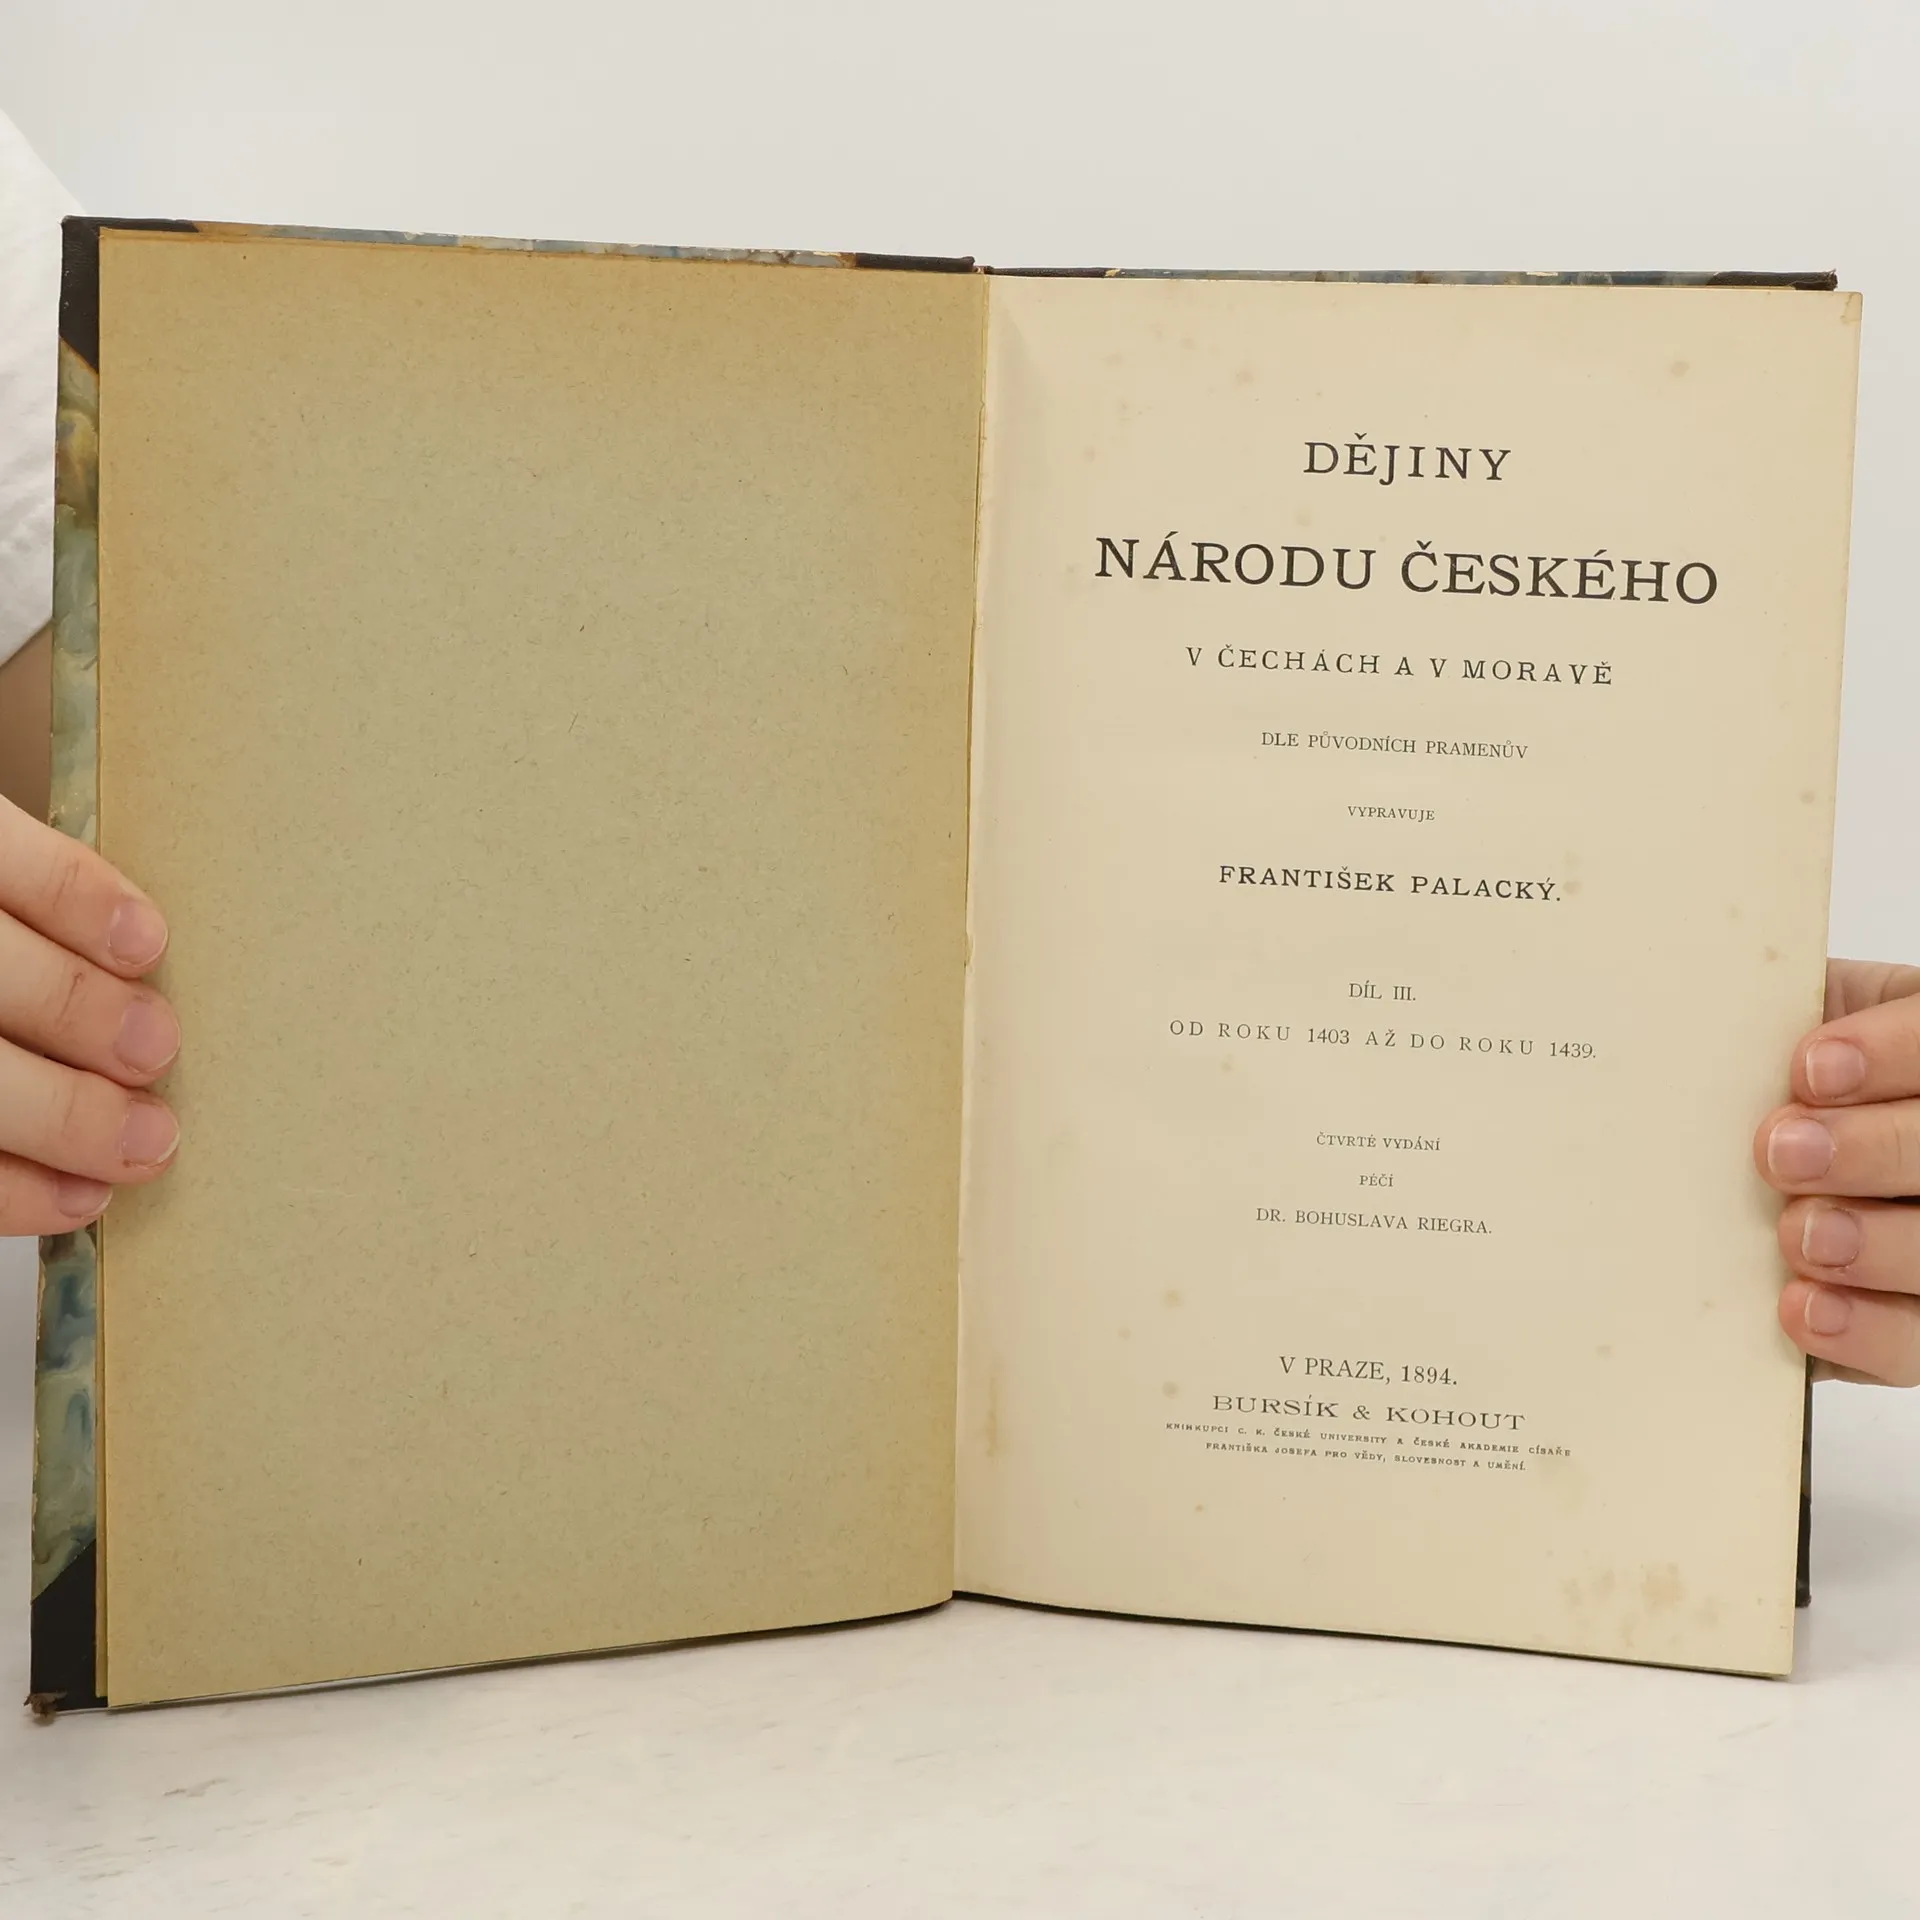 DĚJINY
NÁRODU ČESKÉHO
V ČECHÁCH A V MORAVĚ
DLE PŮVODNÍCH PRAMENŮV
VYPRAVUJE
FRANTIŠEK PALACKÝ.
DÍL III.
OD ROKU 1403 AŽ DO ROKU 1439.
ČTVRTÉ VYDÁNÍ
PÉČÍ
DR. BOHUSLAVA RIEGRA.
V PRAZE, 1894.
BURSÍK & KOHOUT
KNIHKUPCI C. K. ČESKÉ UNIVERSITY A ČESKÉ AKADEMIE CÍSAŘE
FRANTIŠKA JOSEFA PRO VĚDY, SLOVESNOST A UMĚNÍ.